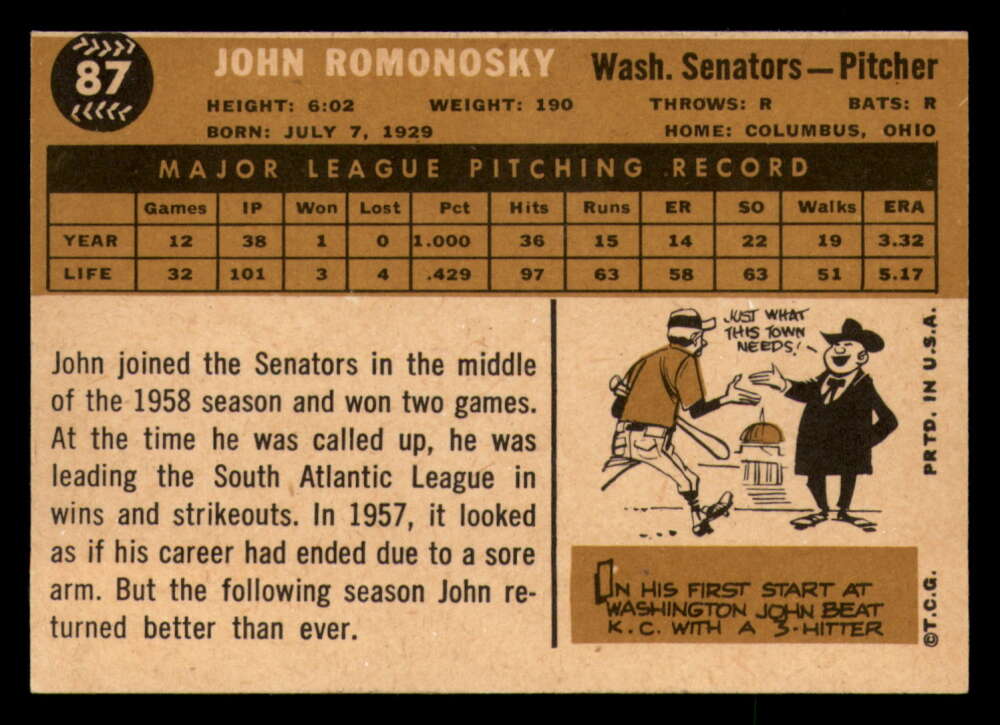 87
JOHN ROMONOSKY
Wash. Senators—Pitcher
HEIGHT: 6:02 WEIGHT: 190 THROWS: R BATS: R
BORN: JULY 7, 1929 HOME: COLUMBUS, OHIO
MAJOR LEAGUE PITCHING RECORD
Games IP Won Lost Pct Hits Runs ER SO Walks ERA
YEAR 12 38 1 0 1.000 36 15 14 22 19 3.32
LIFE 32 101 3 4 .429 97 63 58 63 51 5.17
John joined the Senators in the middle
of the 1958 season and won two games.
At the time he was called up, he was
leading the South Atlantic League in
wins and strikeouts. In 1957, it looked
as if his career had ended due to a sore
arm. But the following season John re-
turned better than ever.
JUST WHAT
THIS TOWN
NEEDS!
IN HIS FIRST START AT
WASHINGTON JOHN BEAT
K.C. WITH A 3-HITTER
©T.C.G. PRTD. IN U.S.A.